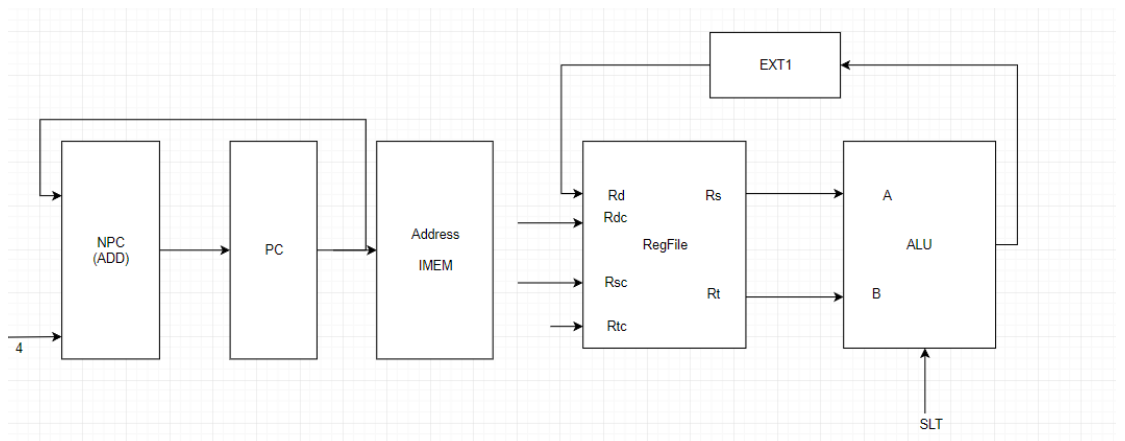 EXT1
NPC
(ADD)
4
PC
Address
IMEM
Rd
Rs
Rdc
RegFile
Rsc
Rt
Rtc
A
ALU
B
SLT